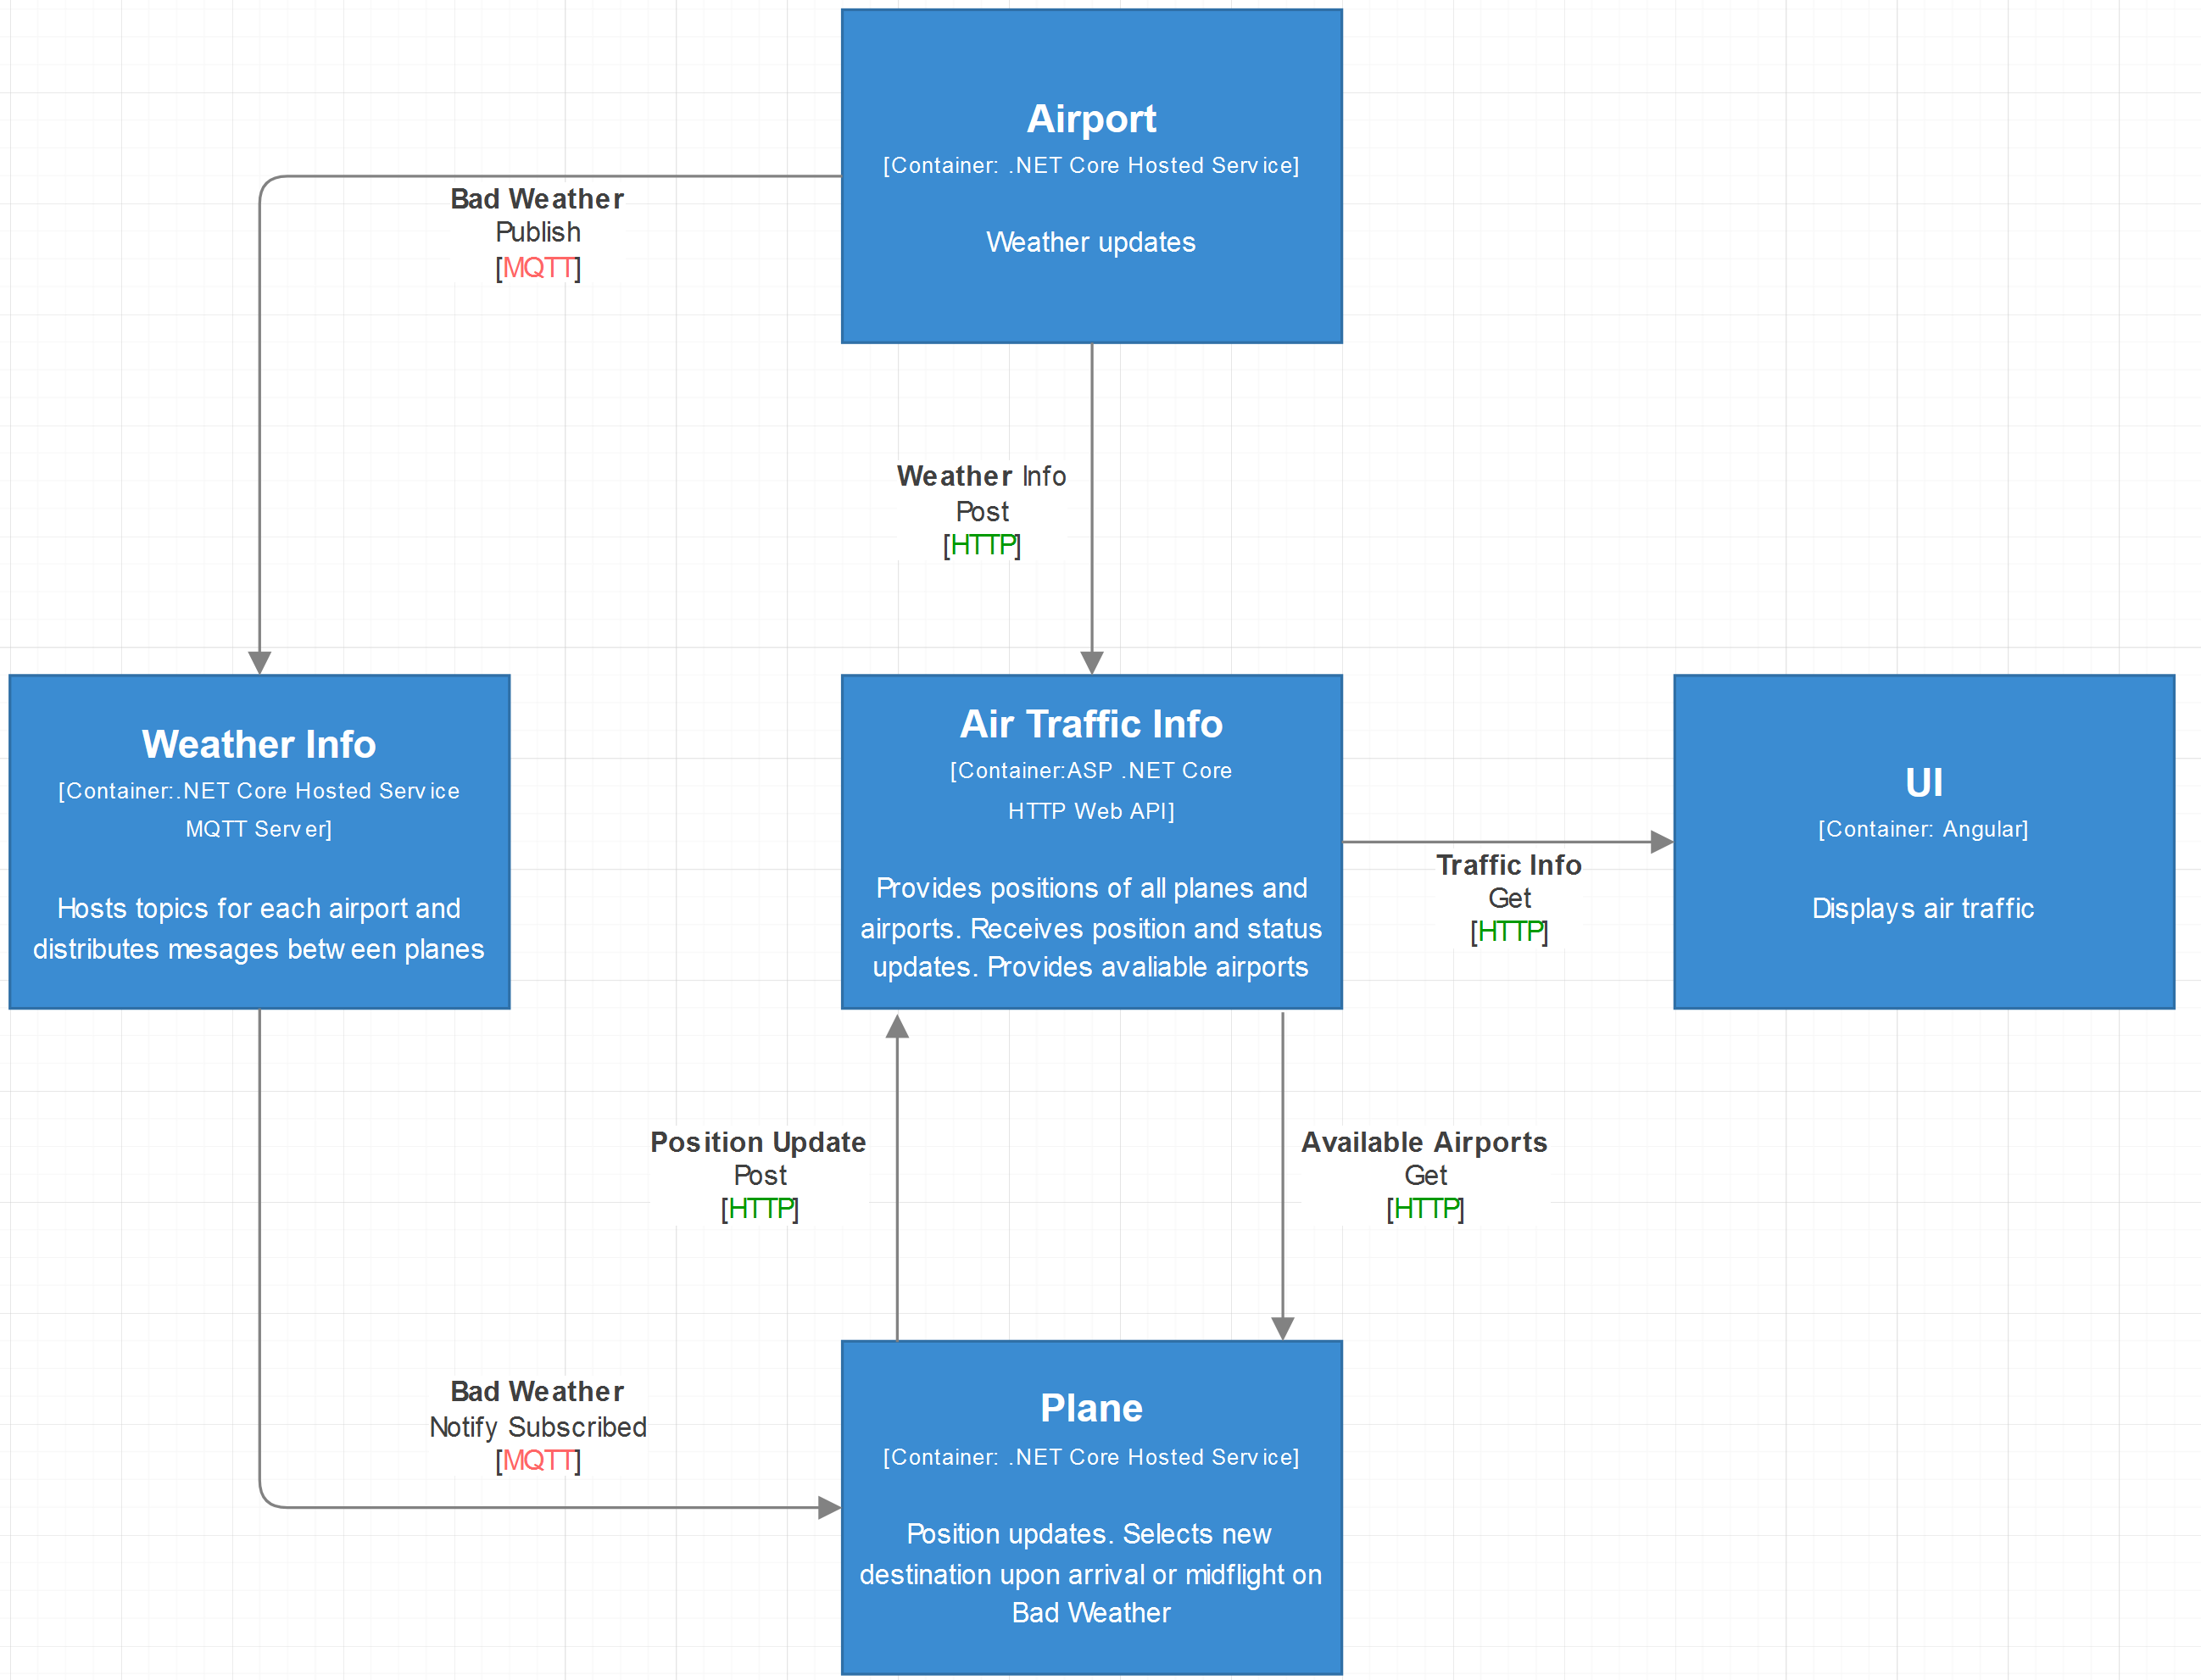 Airport
[Container: .NET Core Hosted Service]
Weather updates
Bad Weather
Publish
[MQTT]
Weather Info
Post
[HTTP]
Weather Info
[Container:.NET Core Hosted Service
MQTT Server]
Hosts topics for each airport and
distributes mesages between planes
Air Traffic Info
[Container:ASP .NET Core
HTTP Web API]
Provides positions of all planes and
airports. Receives position and status
updates. Provides avaliable airports
Traffic Info
Get
[HTTP]
UI
[Container: Angular]
Displays air traffic
Position Update
Post
[HTTP]
Available Airports
Get
[HTTP]
Bad Weather
Notify Subscribed
[MQTT]
Plane
[Container: .NET Core Hosted Service]
Position updates. Selects new
destination upon arrival or midflight on
Bad Weather